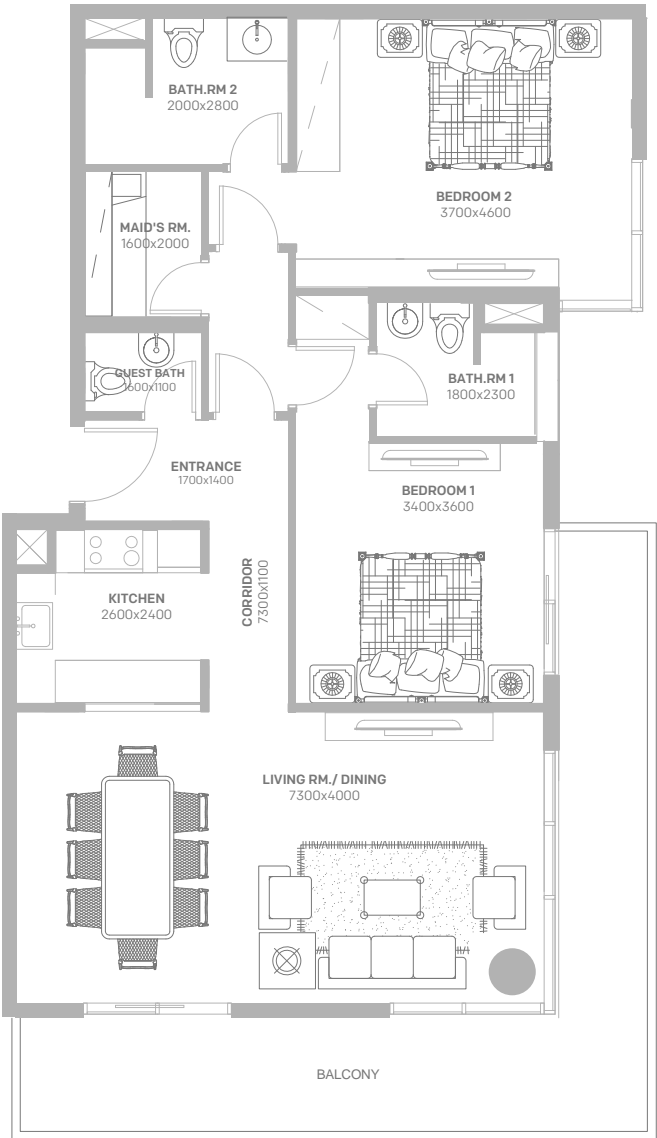 BATH.RM 2
2000x2800
BEDROOM 2
3700x4600
MAID'S RM.
1600x2000
GUEST BATH
1600x1100
BATH.RM 1
1800x2300
ENTRANCE
1700x1400
BEDROOM 1
3400x3600
KITCHEN
2600x2400
CORRIDOR
7300x1100
LIVING RM./ DINING
7300x4000
BALCONY